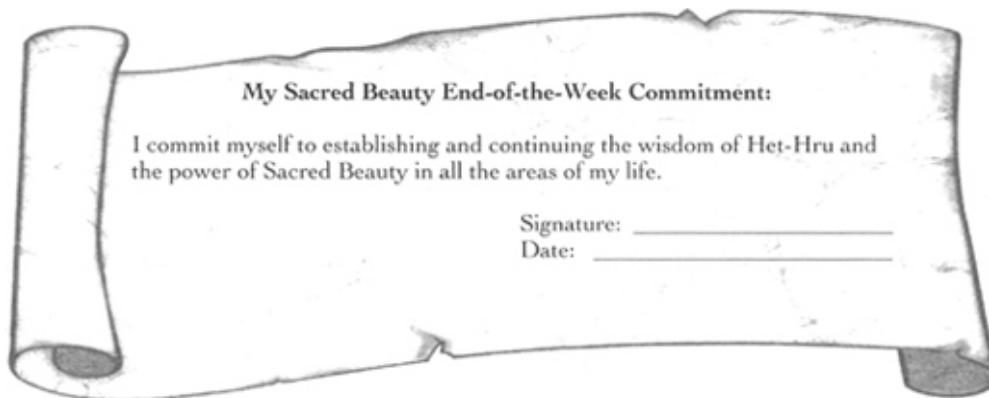 My Sacred Beauty End-of-the-Week Commitment:
I commit myself to establishing and continuing the wisdom of Het-Hru and
the power of Sacred Beauty in all the areas of my life.
Signature:
Date: